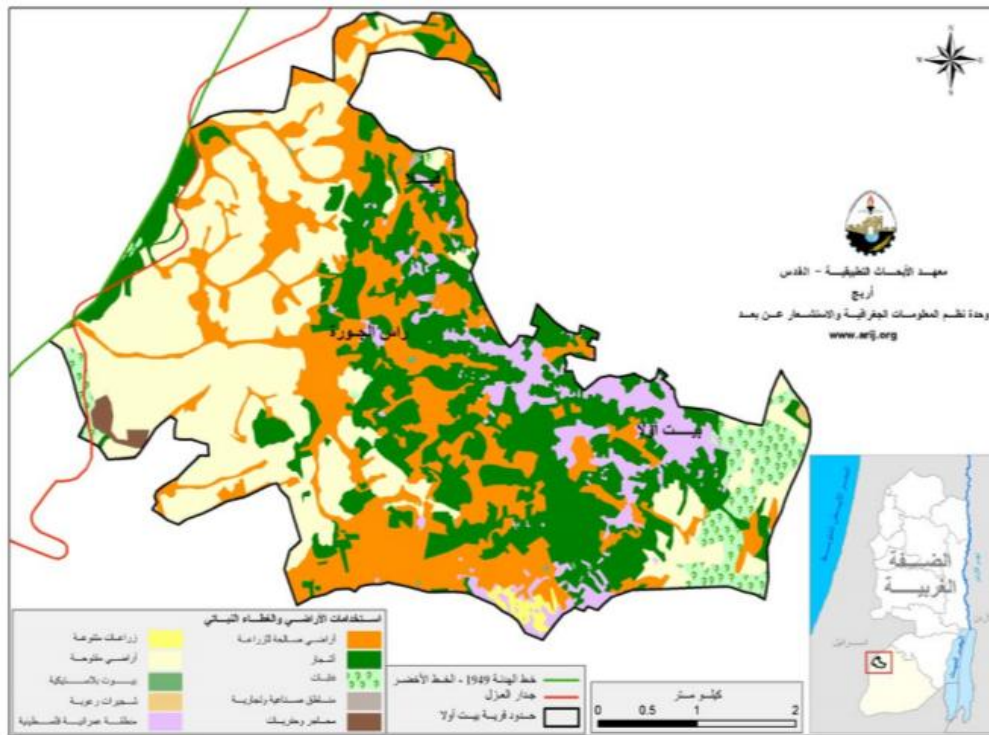 N
W
E
S
معهد الأبحاث التطبيقية - القدس
أريج
وحدة نظم المعلومات الجغرافية والاستشعار عن بعد
www.arij.org
راس الجورة
بيت أولا
الضفة
الغربية
استخدامات الأراضي والغطاء النباتي
أراضي صالحة للزراعة
زراعات مفتوحة
أشجار
أراضي مفتوحة
غابات
بيوت بلاستيكية
مناطق صناعية وتجارية
شجيرات رعوية
محاجر وحفريات
منطقة عمرانية فلسطينية
خط الهدنة 1949 - الخط الأخضر
جدار العزل
حدود قرية بيت أولا
كيلو متر
0 0.5 1 2